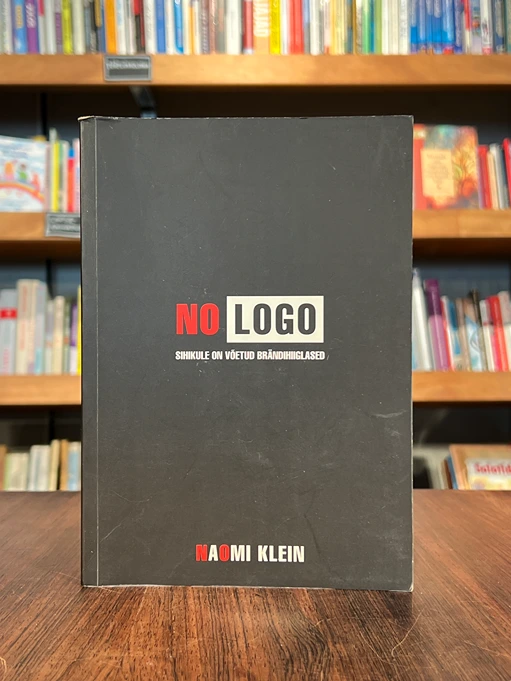 NO LOGO
SIHIKULE ON VÕETUD BRÄNDIHIIGLASED
NAOMI KLEIN